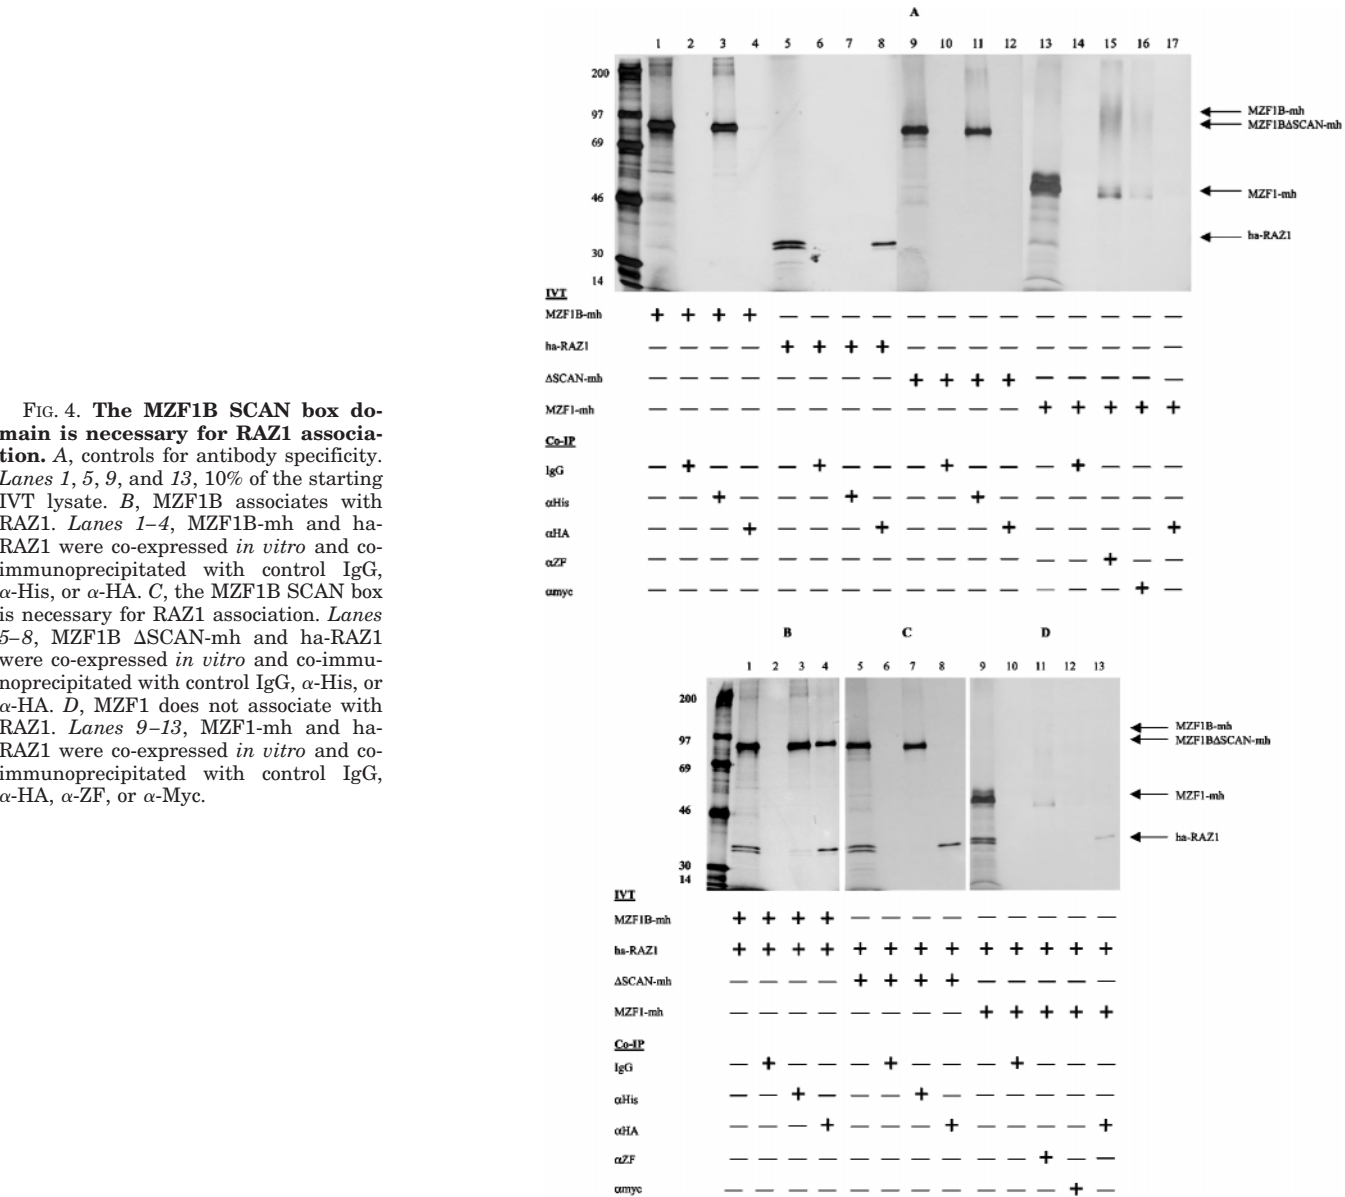 FIG. 4. The MZF1B SCAN box do-
main is necessary for RAZ1 associa-
tion. A, controls for antibody specificity.
Lanes 1, 5, 9, and 13, 10% of the starting
IVT lysate. B, MZF1B associates with
RAZ1. Lanes 1–4, MZF1B-mh and ha-
RAZ1 were co-expressed in vitro and co-
immunoprecipitated with control IgG,
α-His, or α-HA. C, the MZF1B SCAN box
is necessary for RAZ1 association. Lanes
5–8, MZF1B ΔSCAN-mh and ha-RAZ1
were co-expressed in vitro and co-immu-
noprecipitated with control IgG, α-His, or
α-HA. D, MZF1 does not associate with
RAZ1. Lanes 9–13, MZF1-mh and ha-
RAZ1 were co-expressed in vitro and co-
immunoprecipitated with control IgG,
α-HA, α-ZF, or α-Myc.
A
1 2 3 4 5 6 7 8 9 10 11 12 13 14 15 16 17
200
97
69
46
30
14
MZF1B-mh
MZF1BΔSCAN-mh
MZF1-mh
ha-RAZ1
IVT
MZF1B-mh + + + + — — — — — — — — — — — — —
ha-RAZ1 — — — — + + + + — — — — — — — — —
ΔSCAN-mh — — — — — — — — + + + + — — — — —
MZF1-mh — — — — — — — — — — — — + + + + +
Co-IP
IgG — + — — — + — — — + — — — + — — —
αHis — — + — — — + — — — + — — — — — —
αHA — — — + — — — + — — — + — — — — +
αZF — — — — — — — — — — — — — — + — —
αmyc — — — — — — — — — — — — — — — + —
B C D
1 2 3 4 5 6 7 8 9 10 11 12 13
200
97
69
46
30
14
MZF1B-mh
MZF1BΔSCAN-mh
MZF1-mh
ha-RAZ1
IVT
MZF1B-mh + + + + — — — — — — — — —
ha-RAZ1 + + + + + + + + + + + + +
ΔSCAN-mh — — — — + + + + — — — — —
MZF1-mh — — — — — — — — + + + + +
Co-IP
IgG — + — — — + — — — + — — —
αHis — — + — — — + — — — — — —
αHA — — — + — — — + — — — — +
αZF — — — — — — — — — — + — —
αmyc — — — — — — — — — — — + —